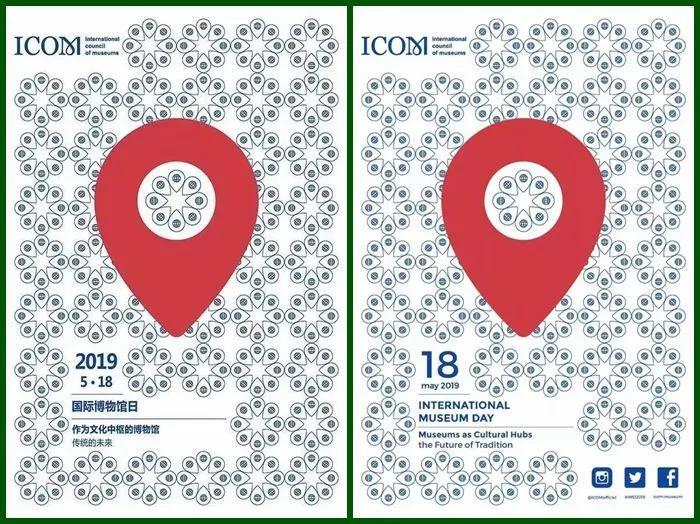 ICOM
International
council
of museums
2019
5·18
国际博物馆日
作为文化中枢的博物馆
传统的未来
ICOM
International
council
of museums
18
may 2019
INTERNATIONAL
MUSEUM DAY
Museums as Cultural Hubs
the Future of Tradition
@ICOMofficiel
#IMD2019
icom.museums